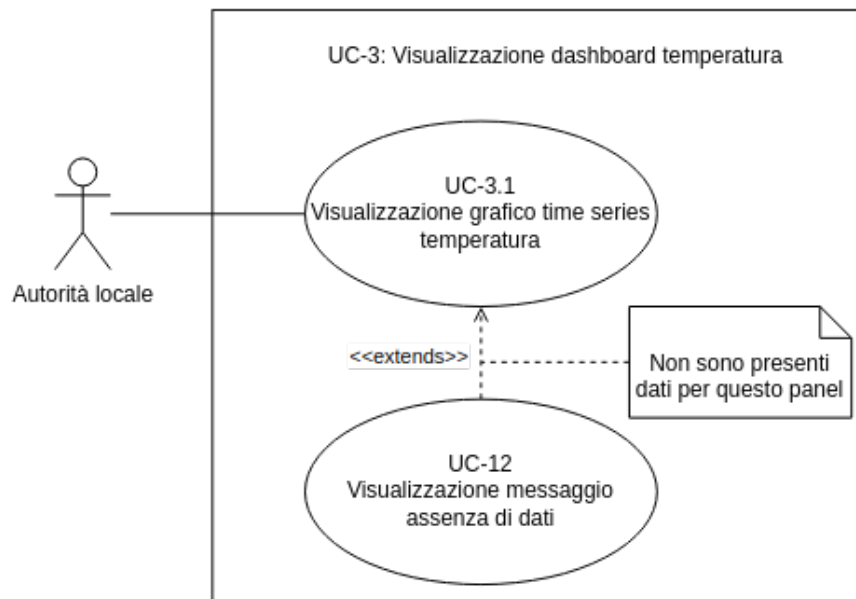 UC-3: Visualizzazione dashboard temperatura
UC-3.1
Visualizzazione grafico time series
temperatura
Autorità locale
<<extends>>
Non sono presenti
dati per questo panel
UC-12
Visualizzazione messaggio
assenza di dati